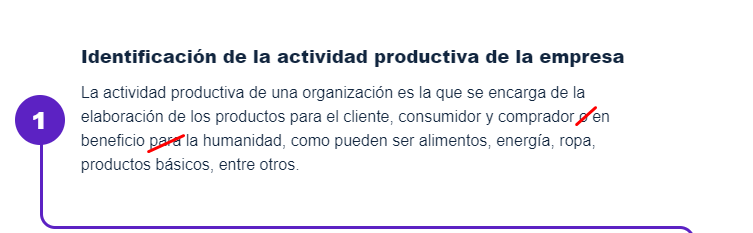 Identificación de la actividad productiva de la empresa
1
La actividad productiva de una organización es la que se encarga de la
elaboración de los productos para el cliente, consumidor y comprador o en
beneficio para la humanidad, como pueden ser alimentos, energía, ropa,
productos básicos, entre otros.